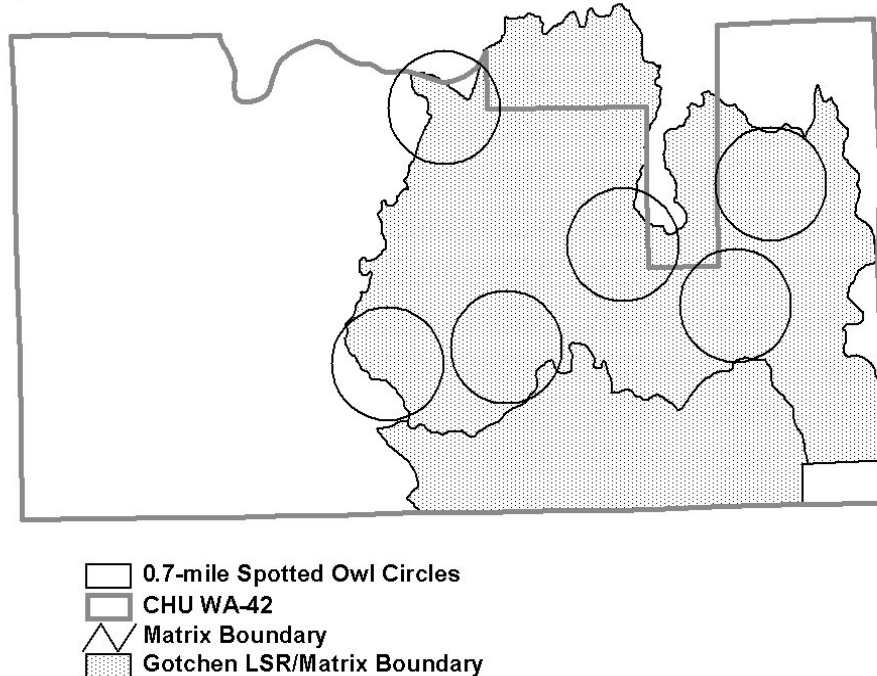 0.7-mile Spotted Owl Circles
CHU WA-42
Matrix Boundary
Gotchen LSR/Matrix Boundary